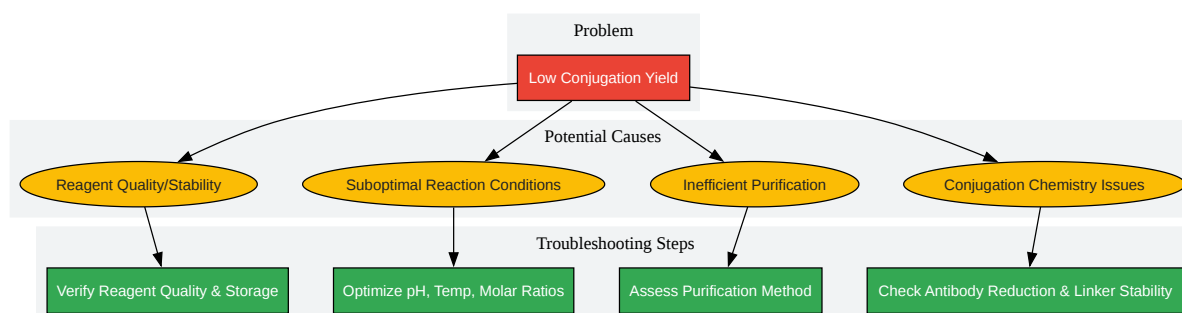 Problem
Low Conjugation Yield
Potential Causes
Reagent Quality/Stability
Suboptimal Reaction Conditions
Inefficient Purification
Conjugation Chemistry Issues
Troubleshooting Steps
Verify Reagent Quality & Storage
Optimize pH, Temp, Molar Ratios
Assess Purification Method
Check Antibody Reduction & Linker Stability